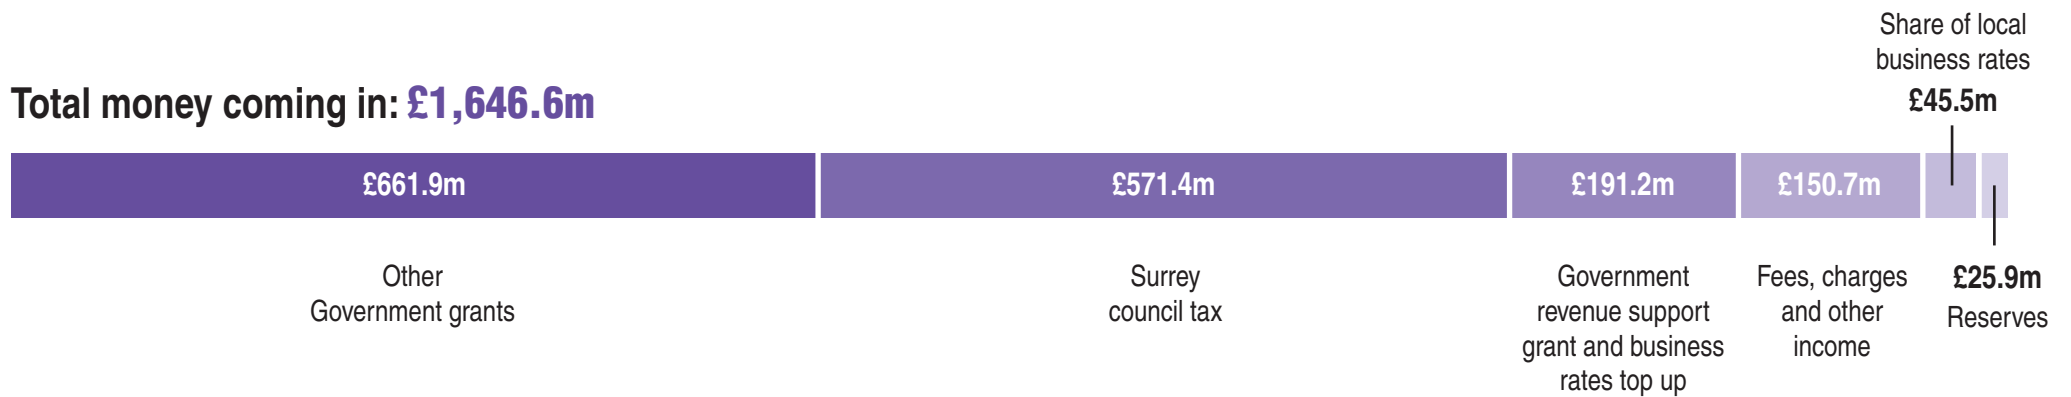 Share of local
business rates
£45.5m
Total money coming in: £1,646.6m
£661.9m
£571.4m
£191.2m
£150.7m
Other
Government grants
Surrey
council tax
Government
revenue support
grant and business
rates top up
Fees, charges
and other
income
£25.9m
Reserves